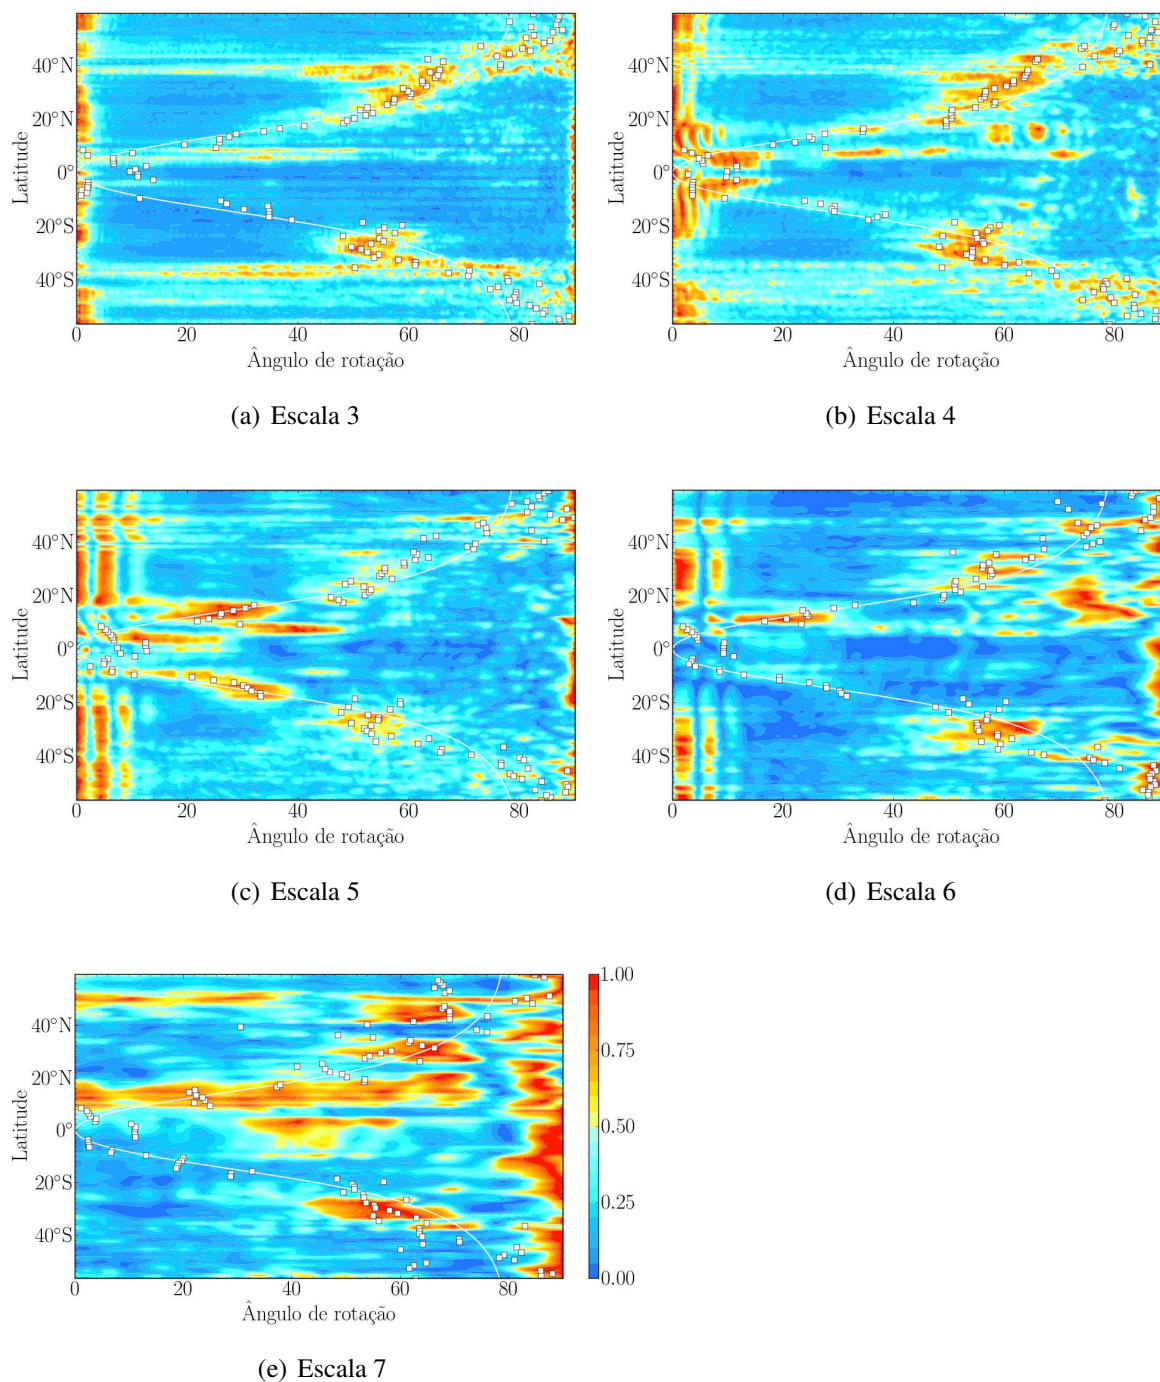 40°N
20°N
0°
20°S
40°S
Latitude
0 20 40 60 80
Ângulo de rotação
(a) Escala 3
40°N
20°N
0°
20°S
40°S
Latitude
0 20 40 60 80
Ângulo de rotação
(b) Escala 4
40°N
20°N
0°
20°S
40°S
Latitude
0 20 40 60 80
Ângulo de rotação
(c) Escala 5
40°N
20°N
0°
20°S
40°S
Latitude
0 20 40 60 80
Ângulo de rotação
(d) Escala 6
40°N
20°N
0°
20°S
40°S
Latitude
0 20 40 60 80
Ângulo de rotação
1.00
0.75
0.50
0.25
0.00
(e) Escala 7